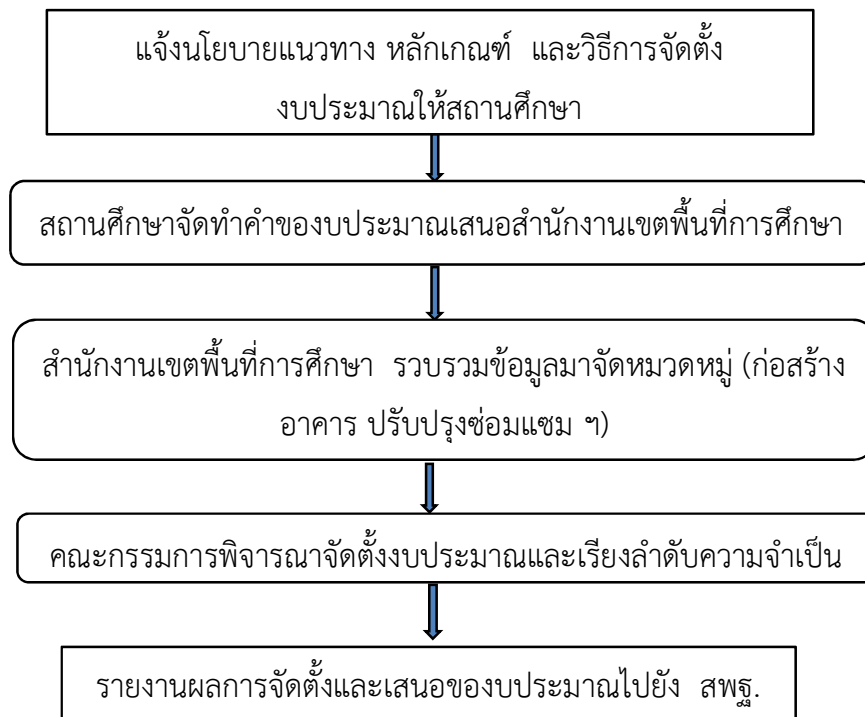 แจ้งนโยบายแนวทาง หลักเกณฑ์ และวิธีการจัดตั้ง
งบประมาณให้สถานศึกษา
สถานศึกษาจัดทำคำของบประมาณเสนอสำนักงานเขตพื้นที่การศึกษา
สำนักงานเขตพื้นที่การศึกษา รวบรวมข้อมูลมาจัดหมวดหมู่ (ก่อสร้าง
อาคาร ปรับปรุงซ่อมแซม ฯ)
คณะกรรมการพิจารณาจัดตั้งงบประมาณและเรียงลำดับความจำเป็น
รายงานผลการจัดตั้งและเสนอของบประมาณไปยัง สพฐ.